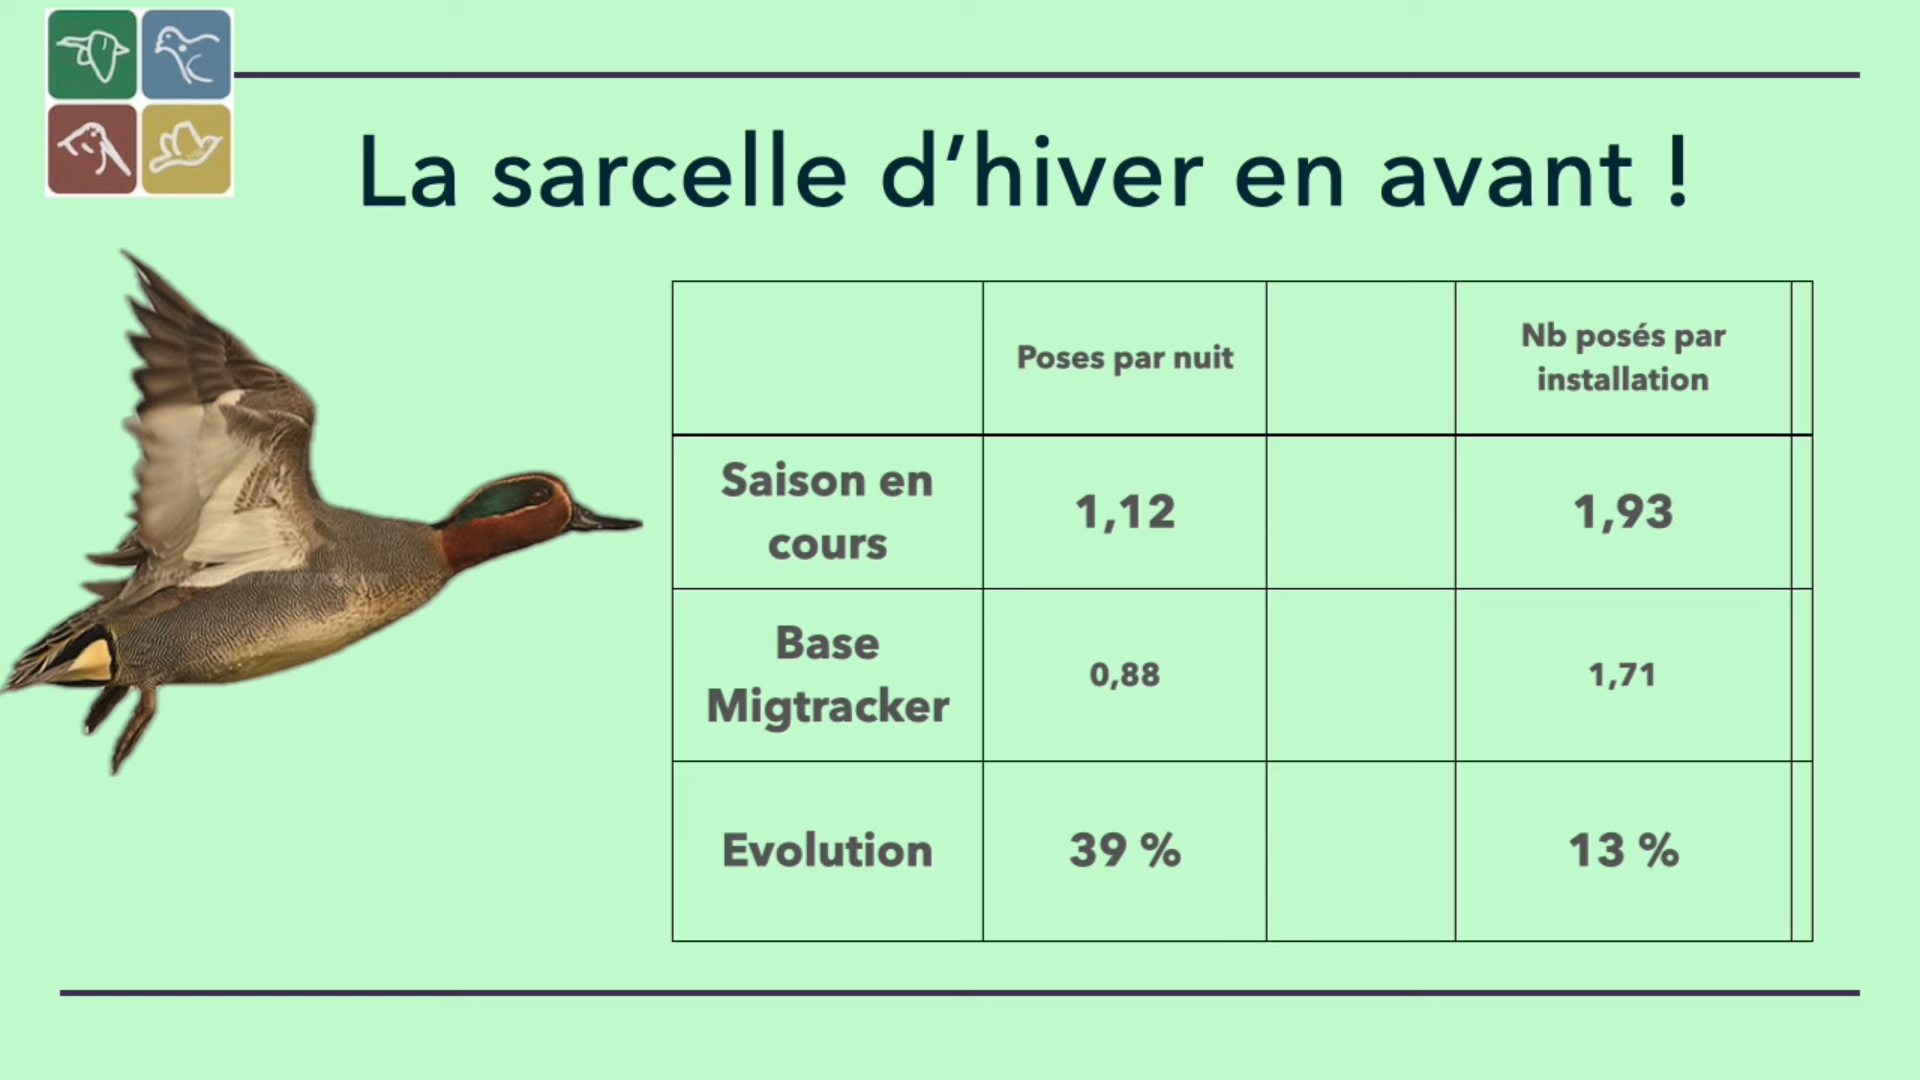 La sarcelle d’hiver en avant !
Poses par nuit
Nb posés par
installation
Saison en
cours
1,12
1,93
Base
Migtracker
0,88
1,71
Evolution
39 %
13 %